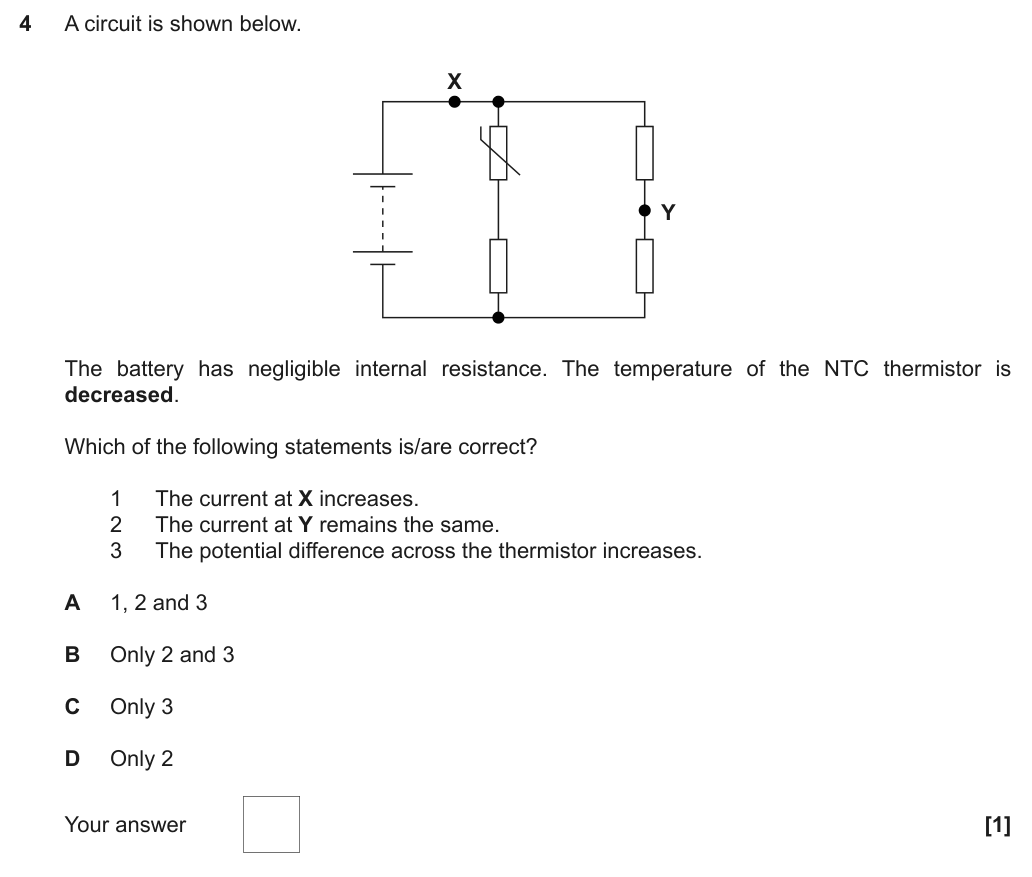 4 A circuit is shown below.
X
Y
The battery has negligible internal resistance. The temperature of the NTC thermistor is
decreased.
Which of the following statements is/are correct?
1 The current at X increases.
2 The current at Y remains the same.
3 The potential difference across the thermistor increases.
A 1, 2 and 3
B Only 2 and 3
C Only 3
D Only 2
Your answer [1]